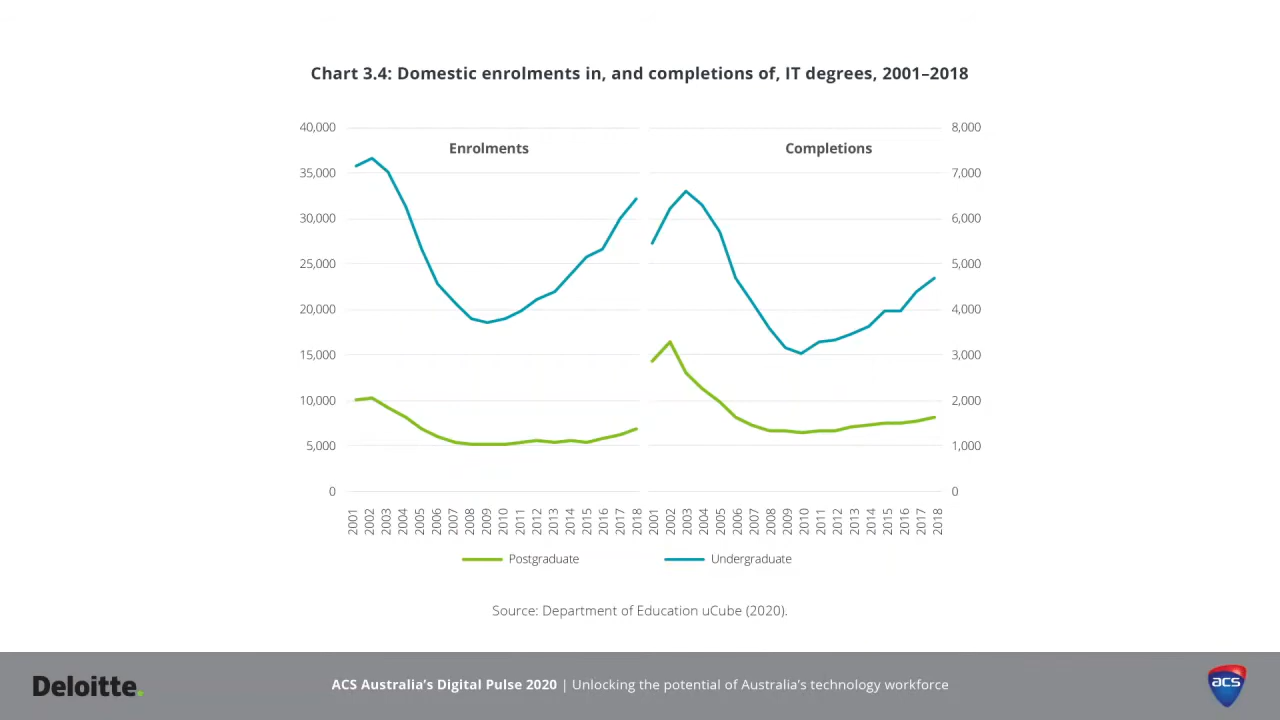 Chart 3.4: Domestic enrolments in, and completions of, IT degrees, 2001–2018
Enrolments
40,000
35,000
30,000
25,000
20,000
15,000
10,000
5,000
0
2001 2002 2003 2004 2005 2006 2007 2008 2009 2010 2011 2012 2013 2014 2015 2016 2017 2018
Completions
8,000
7,000
6,000
5,000
4,000
3,000
2,000
1,000
0
2001 2002 2003 2004 2005 2006 2007 2008 2009 2010 2011 2012 2013 2014 2015 2016 2017 2018
Postgraduate Undergraduate
Source: Department of Education uCube (2020).
Deloitte.
ACS Australia’s Digital Pulse 2020 | Unlocking the potential of Australia’s technology workforce
acs